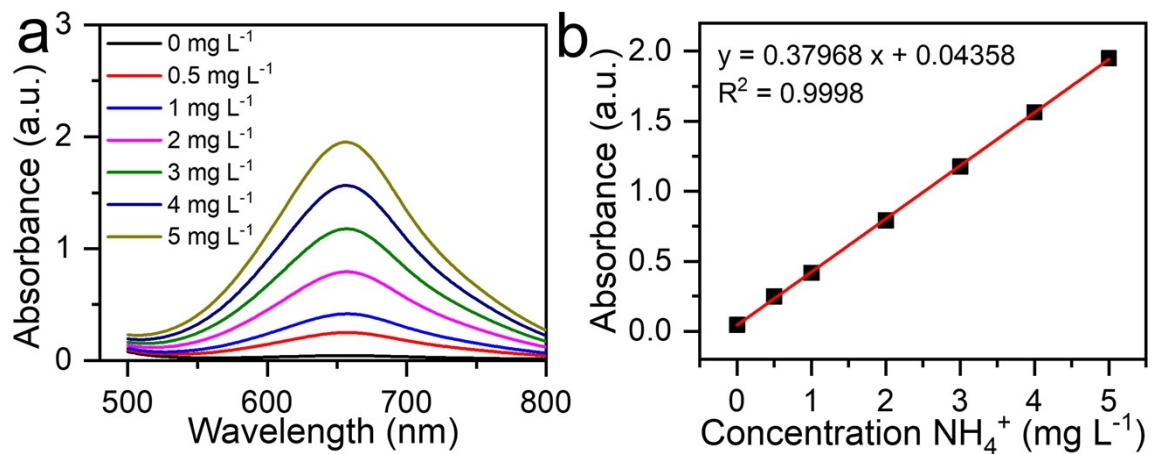 a
Absorbance (a.u.)
3
2
1
0
0 mg L⁻¹
0.5 mg L⁻¹
1 mg L⁻¹
2 mg L⁻¹
3 mg L⁻¹
4 mg L⁻¹
5 mg L⁻¹
500 600 700 800
Wavelength (nm)
b
Absorbance (a.u.)
2.0
1.5
1.0
0.5
0.0
y = 0.37968 x + 0.04358
R² = 0.9998
0 1 2 3 4 5
Concentration NH₄⁺ (mg L⁻¹)